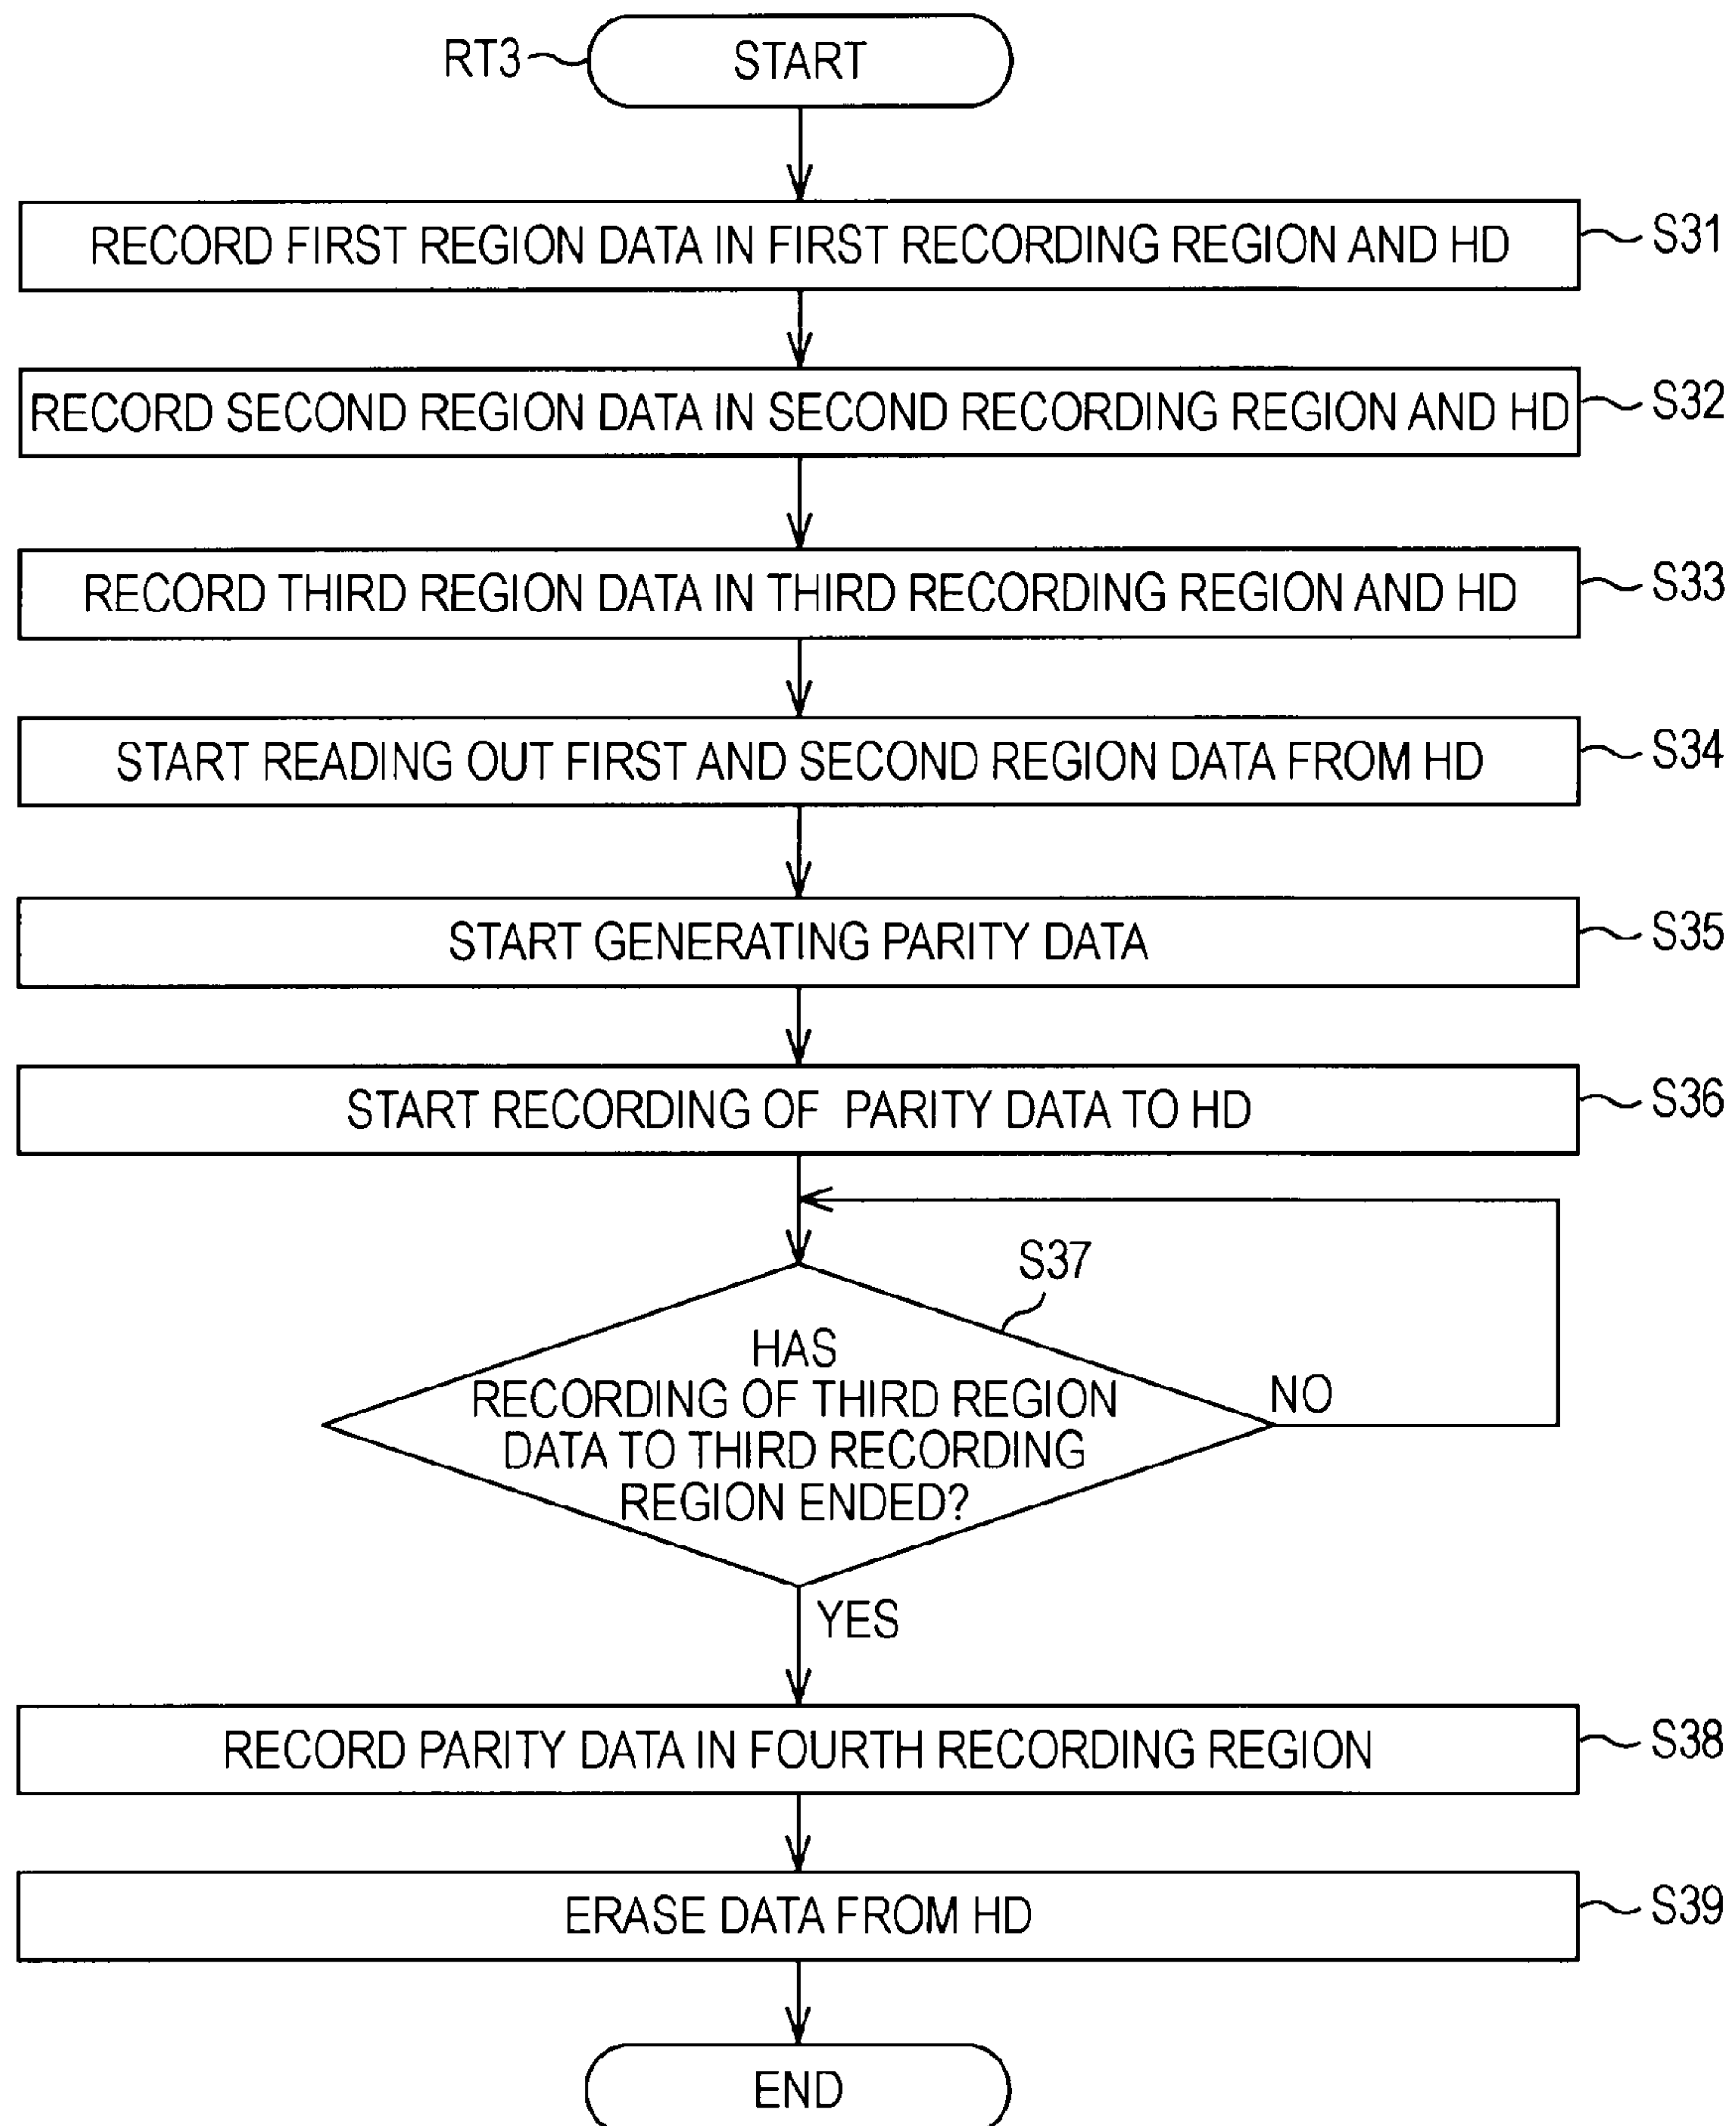 RT3
START
RECORD FIRST REGION DATA IN FIRST RECORDING REGION AND HD
S31
RECORD SECOND REGION DATA IN SECOND RECORDING REGION AND HD
S32
RECORD THIRD REGION DATA IN THIRD RECORDING REGION AND HD
S33
START READING OUT FIRST AND SECOND REGION DATA FROM HD
S34
START GENERATING PARITY DATA
S35
START RECORDING OF PARITY DATA TO HD
S36
S37
HAS
RECORDING OF THIRD REGION
DATA TO THIRD RECORDING
REGION ENDED?
NO
YES
RECORD PARITY DATA IN FOURTH RECORDING REGION
S38
ERASE DATA FROM HD
S39
END